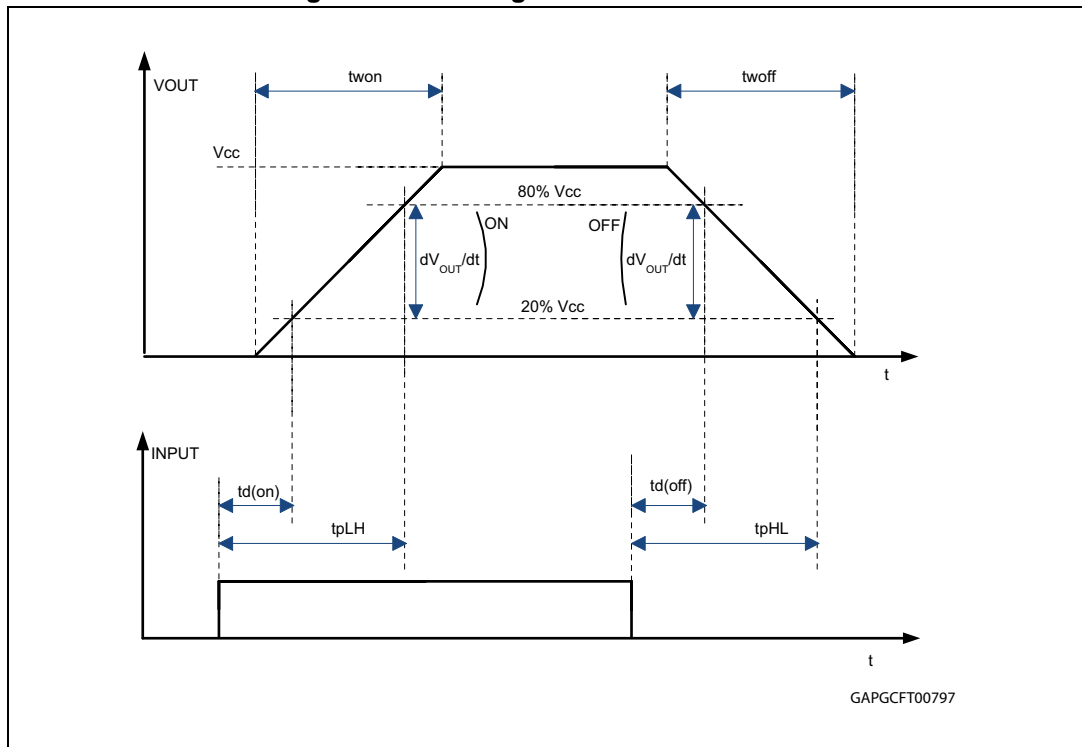 VOUT
twon
twoff
Vcc
80% Vcc
ON
OFF
dVOUT/dt
dVOUT/dt
20% Vcc
t
INPUT
td(on)
td(off)
tpLH
tpHL
t
GAPGCFT00797